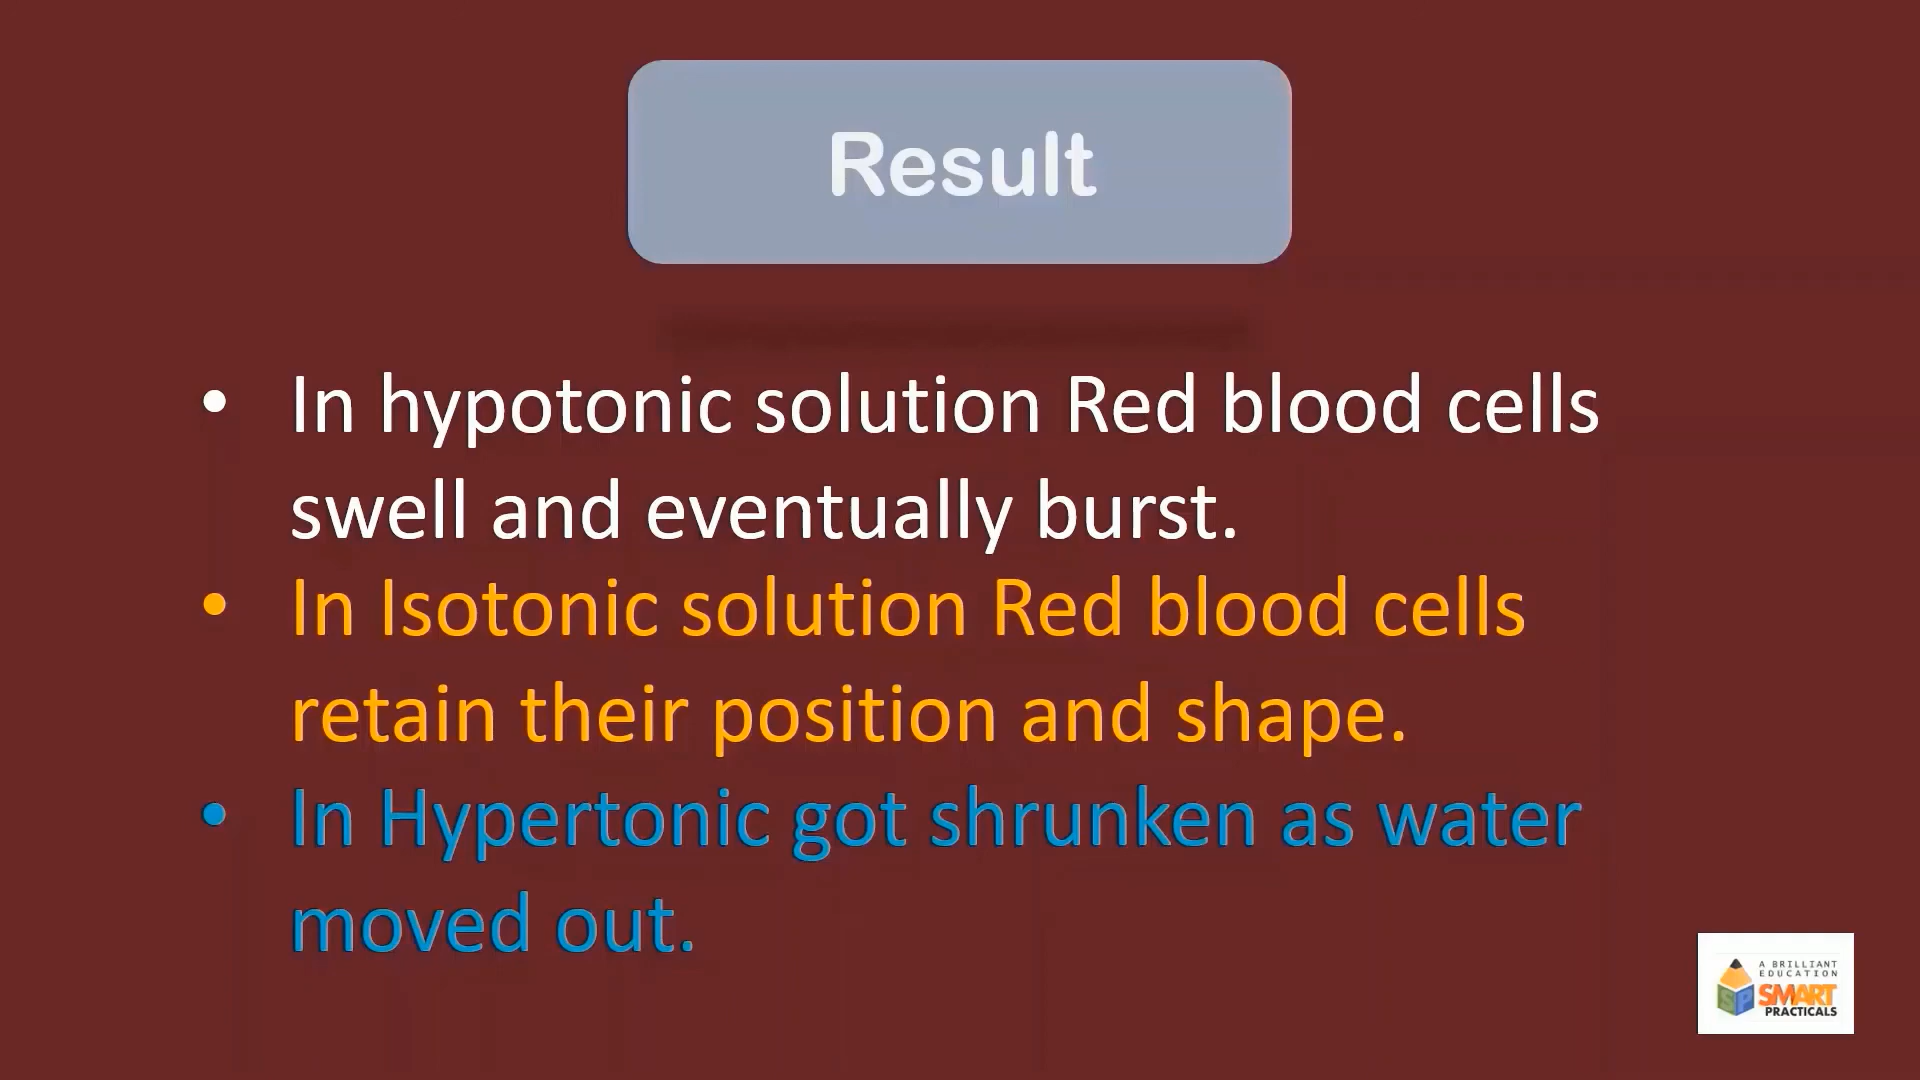 Result
• In hypotonic solution Red blood cells
swell and eventually burst.
• In Isotonic solution Red blood cells
retain their position and shape.
• In Hypertonic got shrunken as water
moved out.
A BRILLIANT
EDUCATION
SP
SMART
PRACTICALS